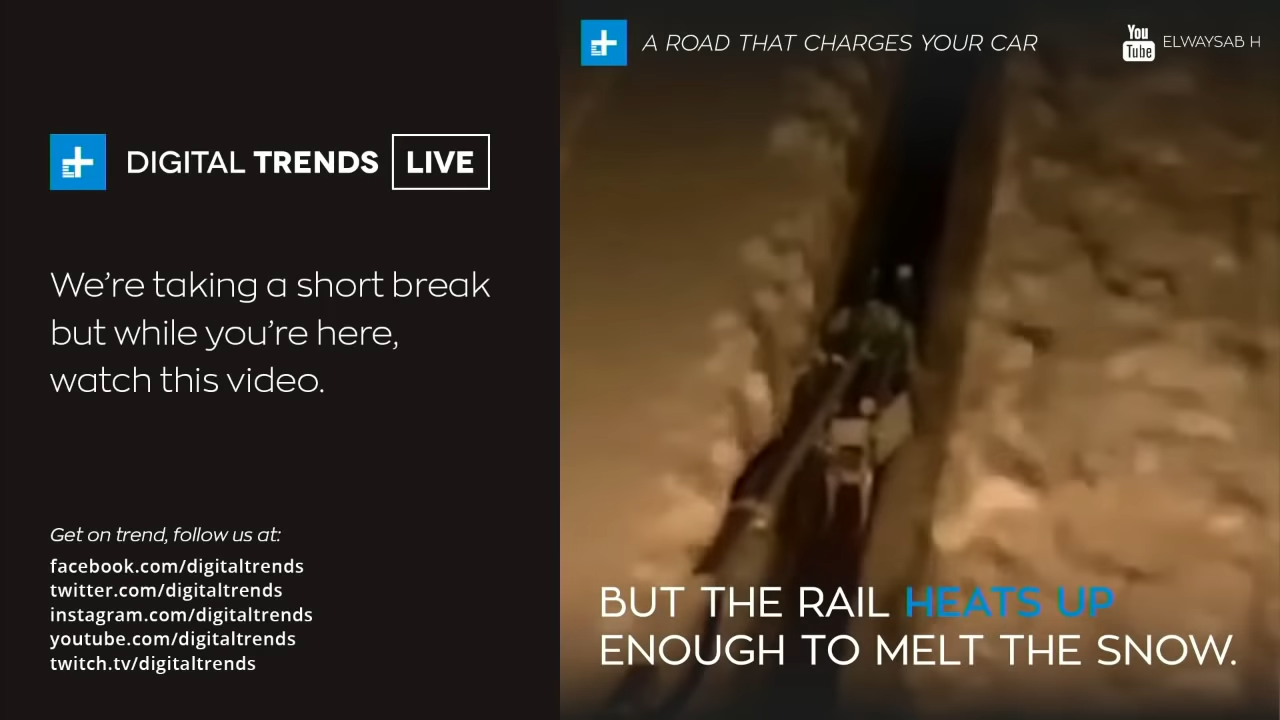 DIGITAL TRENDS LIVE
We're taking a short break
but while you're here,
watch this video.
Get on trend, follow us at:
facebook.com/digitaltrends
twitter.com/digitaltrends
instagram.com/digitaltrends
youtube.com/digitaltrends
twitch.tv/digitaltrends
A ROAD THAT CHARGES YOUR CAR
You
Tube ELWAYSAB H
BUT THE RAIL HEATS UP
ENOUGH TO MELT THE SNOW.